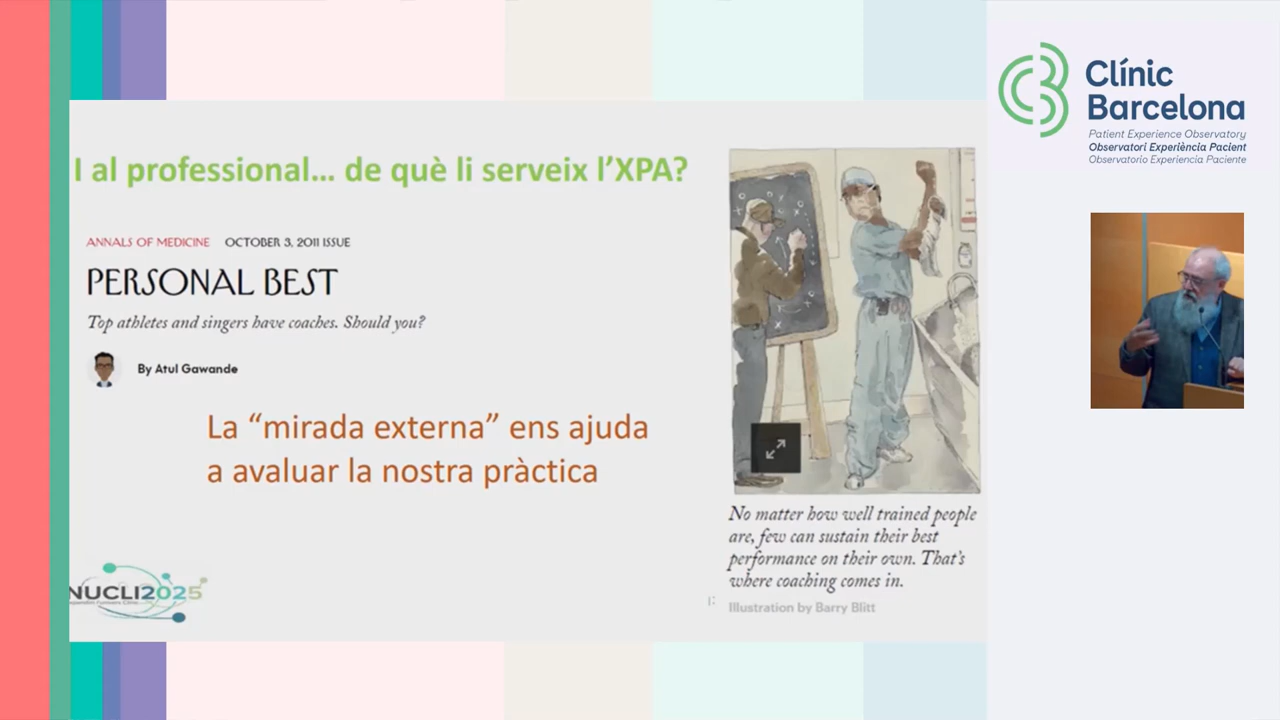 I al professional... de què li serveix l'XPA?
ANNALS OF MEDICINE OCTOBER 3, 2011 ISSUE
PERSONAL BEST
Top athletes and singers have coaches. Should you?
By Atul Gawande
La “mirada externa” ens ajuda
a avaluar la nostra pràctica
NUCLI2025
No matter how well trained people
are, few can sustain their best
performance on their own. That's
where coaching comes in.
Illustration by Barry Blitt
Clínic
Barcelona
Patient Experience Observatory
Observatori Experiència Pacient
Observatorio Experiencia Paciente